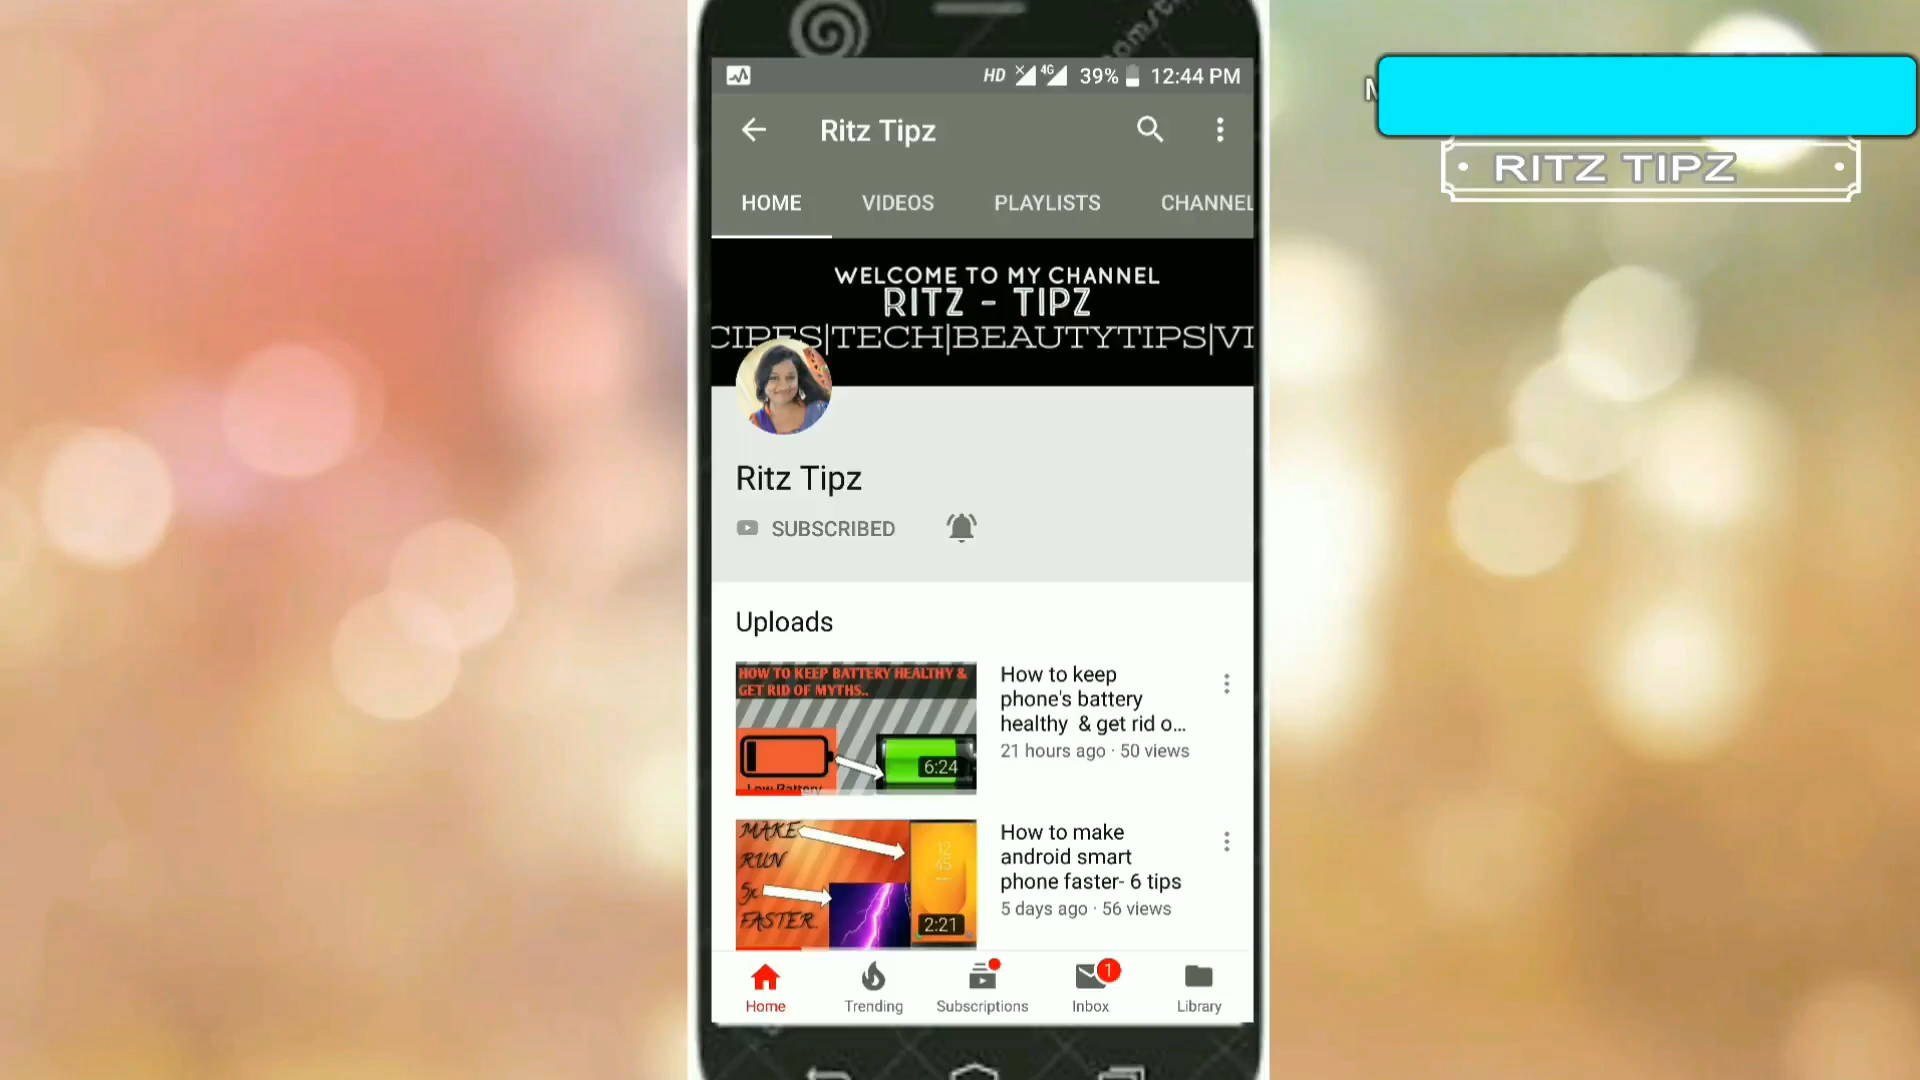 HD 4G 39% 12:44 PM
Ritz Tipz
HOME VIDEOS PLAYLISTS CHANNEL
WELCOME TO MY CHANNEL
RITZ - TIPZ
CIPES|TECH|BEAUTYTIPS|VI
Ritz Tipz
SUBSCRIBED
Uploads
HOW TO KEEP BATTERY HEALTHY &
GET RID OF MYTHS..
Low Battery
6:24
How to keep
phone's battery
healthy & get rid o...
21 hours ago · 50 views
MAKE
RUN
5x
FASTER.
12
45
2:21
How to make
android smart
phone faster- 6 tips
5 days ago · 56 views
Home Trending Subscriptions Inbox Library
1
RITZ TIPZ